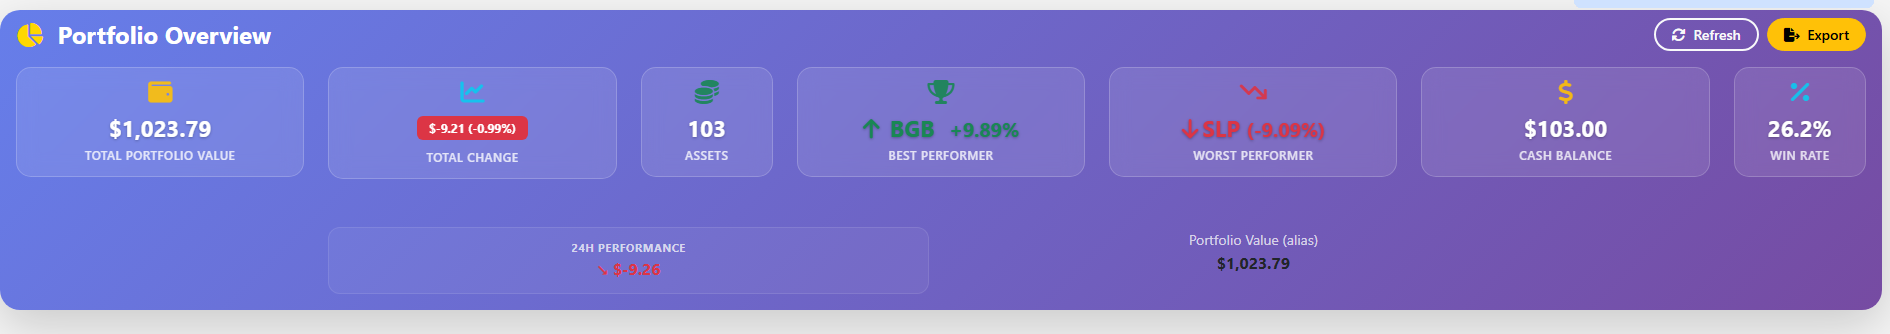 Portfolio Overview
Refresh
Export
$1,023.79
TOTAL PORTFOLIO VALUE
$-9.21 (-0.99%)
TOTAL CHANGE
103
ASSETS
BGB +9.89%
BEST PERFORMER
SLP (-9.09%)
WORST PERFORMER
$103.00
CASH BALANCE
26.2%
WIN RATE
24H PERFORMANCE
↘ $-9.26
Portfolio Value (alias)
$1,023.79